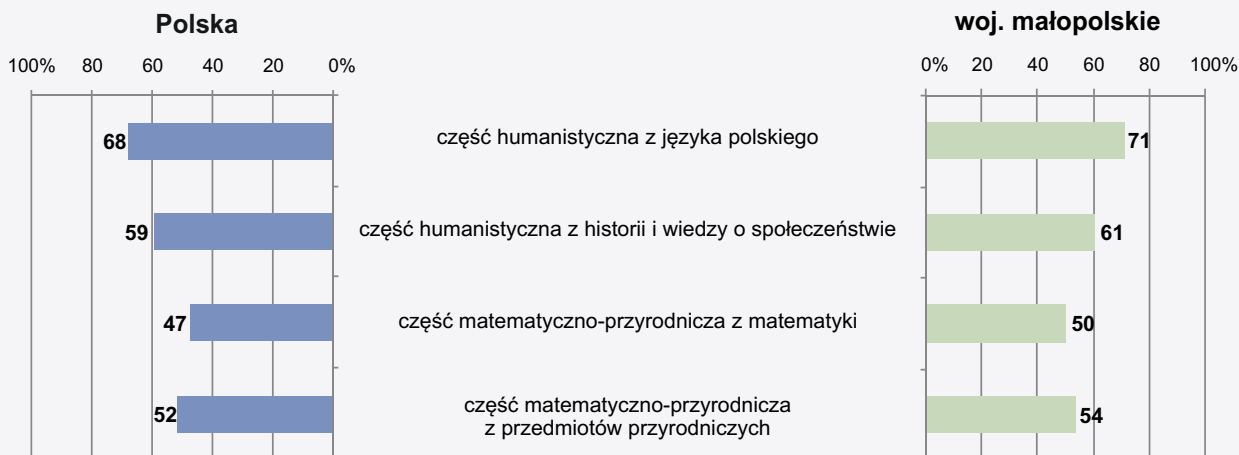 Polska
woj. małopolskie
100% 80 60 40 20 0%
0% 20 40 60 80 100%
68
część humanistyczna z języka polskiego
71
59
część humanistyczna z historii i wiedzy o społeczeństwie
61
47
część matematyczno-przyrodnicza z matematyki
50
52
część matematyczno-przyrodnicza
z przedmiotów przyrodniczych
54